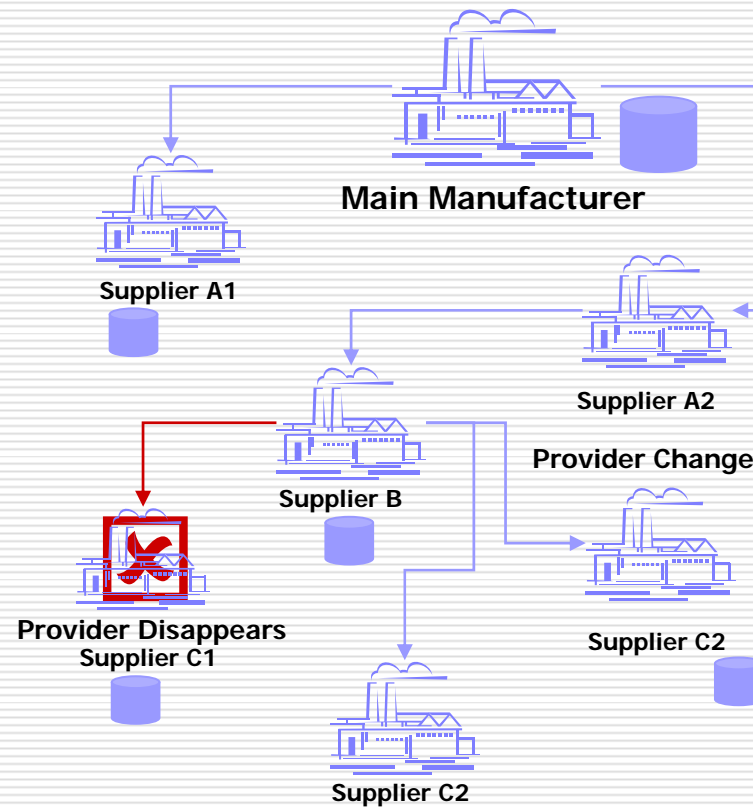 Main Manufacturer
Supplier A1
Supplier A2
Provider Change
Supplier B
Provider Disappears
Supplier C1
Supplier C2
Supplier C2